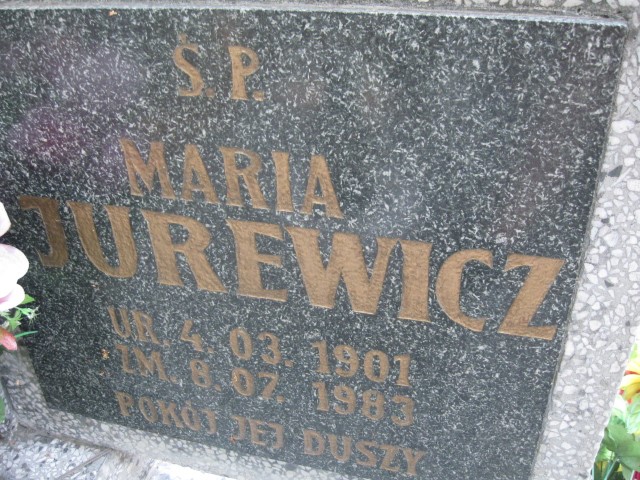 Ś.P.
MARIA
JUREWICZ
UR. 4. 03. 1901
ZM. 8. 07. 1983
POKÓJ JEJ DUSZY